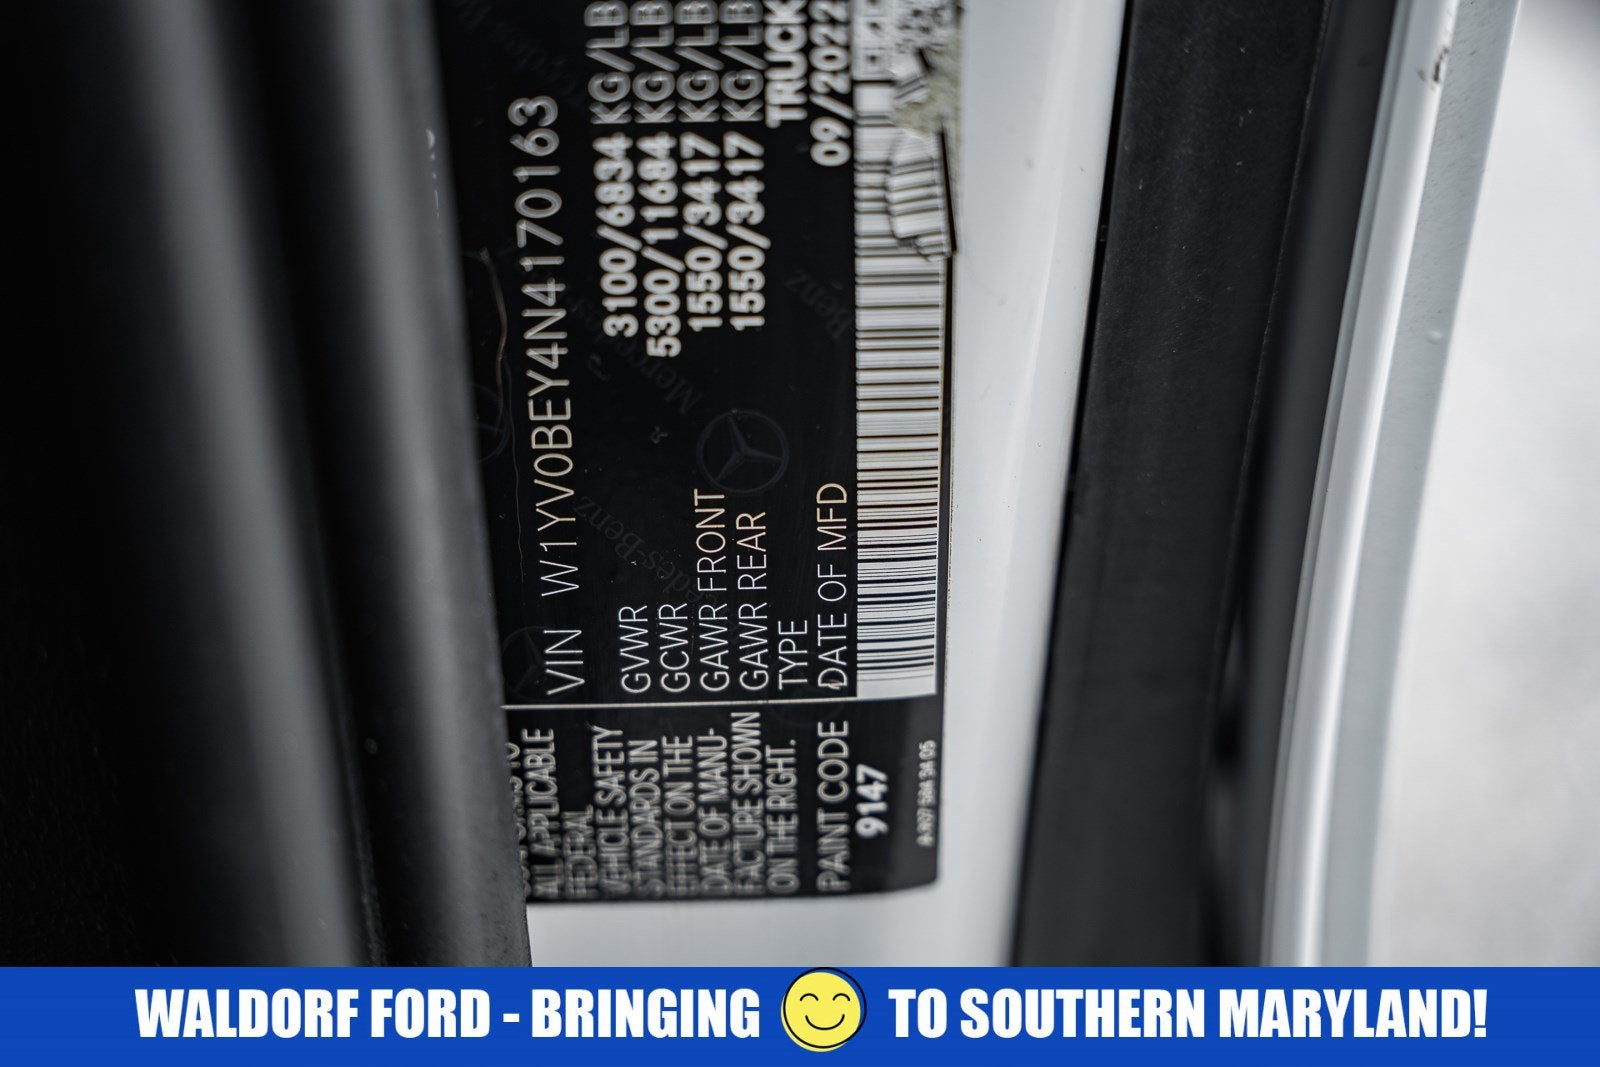 VIN W1YV0BEY4N4170163
GVWR 3100/6834 KG/LB
GCWR 5300/11684 KG/LB
GAWR FRONT 1550/3417 KG/LB
GAWR REAR 1550/3417 KG/LB
TYPE TRUCK
DATE OF MFD 09/2022
ALL APPLICABLE
FEDERAL
VEHICLE SAFETY
STANDARDS IN
EFFECT ON THE
DATE OF MANU-
FACTURE SHOWN
ON THE RIGHT.
PAINT CODE
9147
Mercedes-Benz
WALDORF FORD - BRINGING TO SOUTHERN MARYLAND!